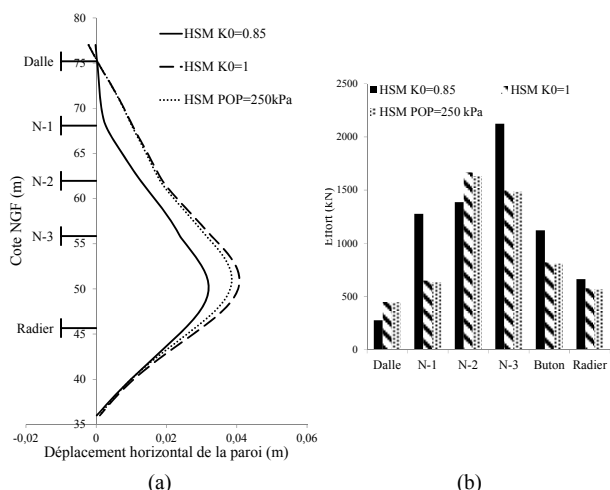 (a)
80
75
70
65
60
55
50
45
40
35
Cote NGF (m)
Dalle
N-1
N-2
N-3
Radier
HSM K0=0.85
HSM K0=1
HSM POP=250kPa
-0,02
0
0,02
0,04
0,06
Déplacement horizontal de la paroi (m)
(a)
(b)
HSM K0=0.85
HSM K0=1
HSM POP=250 kPa
2500
2000
1500
1000
500
0
Effort (kN)
Dalle
N-1
N-2
N-3
Buton
Radier
(b)